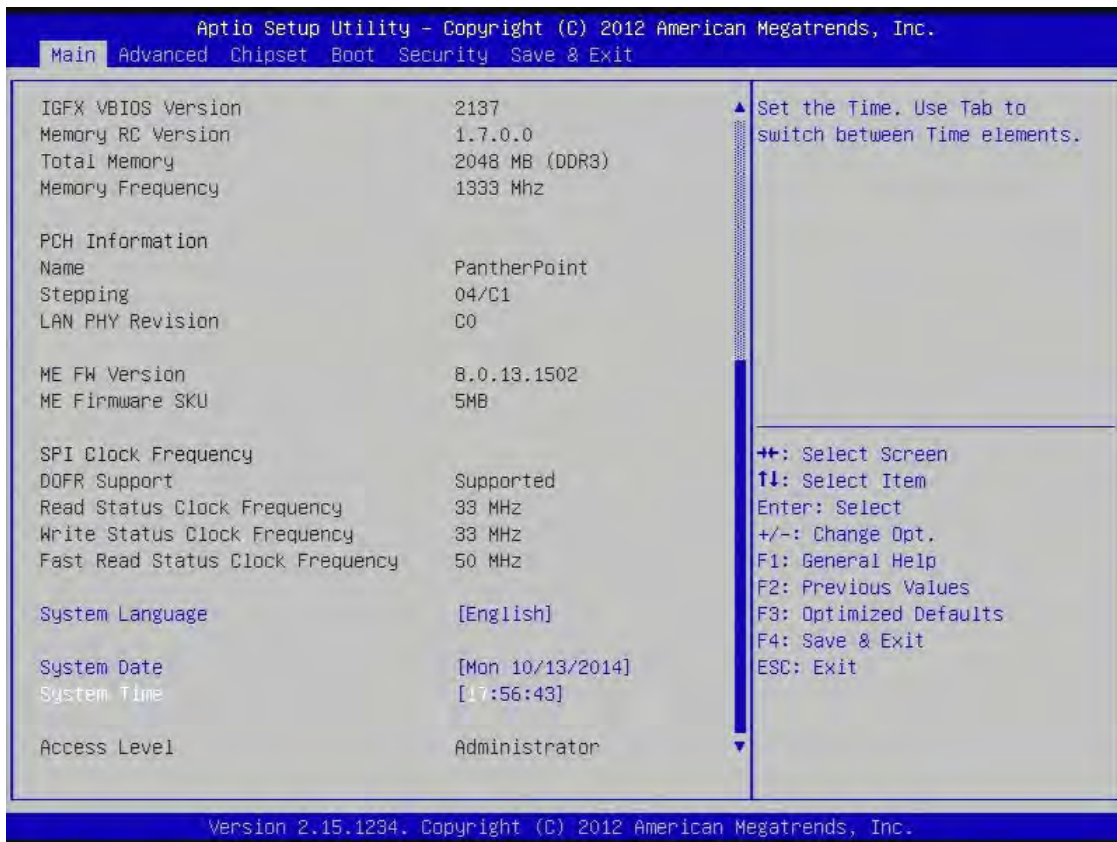 Aptio Setup Utility - Copyright (C) 2012 American Megatrends, Inc.
Main Advanced Chipset Boot Security Save & Exit
IGFX VBIOS Version 2137
Memory RC Version 1.7.0.0
Total Memory 2048 MB (DDR3)
Memory Frequency 1333 Mhz
PCH Information
Name PantherPoint
Stepping 04/C1
LAN PHY Revision C0
ME FW Version 8.0.13.1502
ME Firmware SKU 5MB
SPI Clock Frequency
DOFR Support Supported
Read Status Clock Frequency 33 MHz
Write Status Clock Frequency 33 MHz
Fast Read Status Clock Frequency 50 MHz
System Language [English]
System Date [Mon 10/13/2014]
System Time [17:56:43]
Access Level Administrator
Set the Time. Use Tab to
switch between Time elements.
→←: Select Screen
↑↓: Select Item
Enter: Select
+/-: Change Opt.
F1: General Help
F2: Previous Values
F3: Optimized Defaults
F4: Save & Exit
ESC: Exit
Version 2.15.1234. Copyright (C) 2012 American Megatrends, Inc.